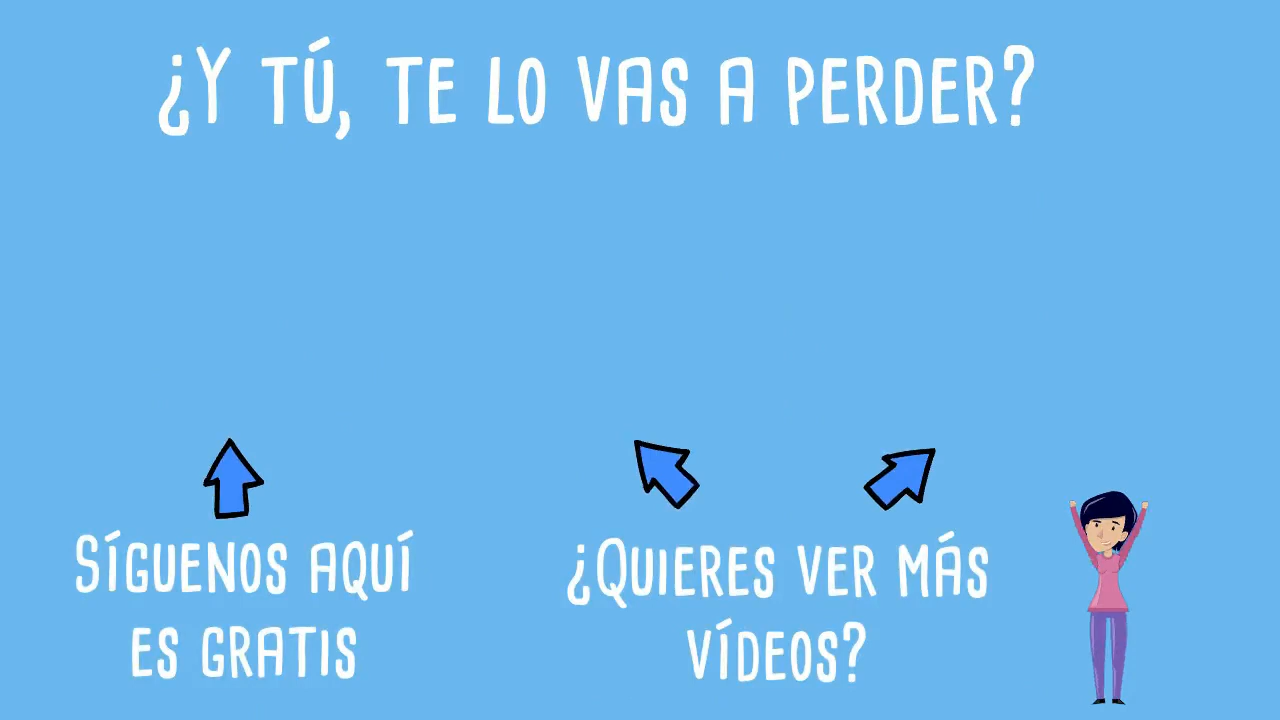 ¿Y TÚ, TE LO VAS A PERDER?
SÍGUENOS AQUÍ
ES GRATIS
¿QUIERES VER MÁS
VÍDEOS?